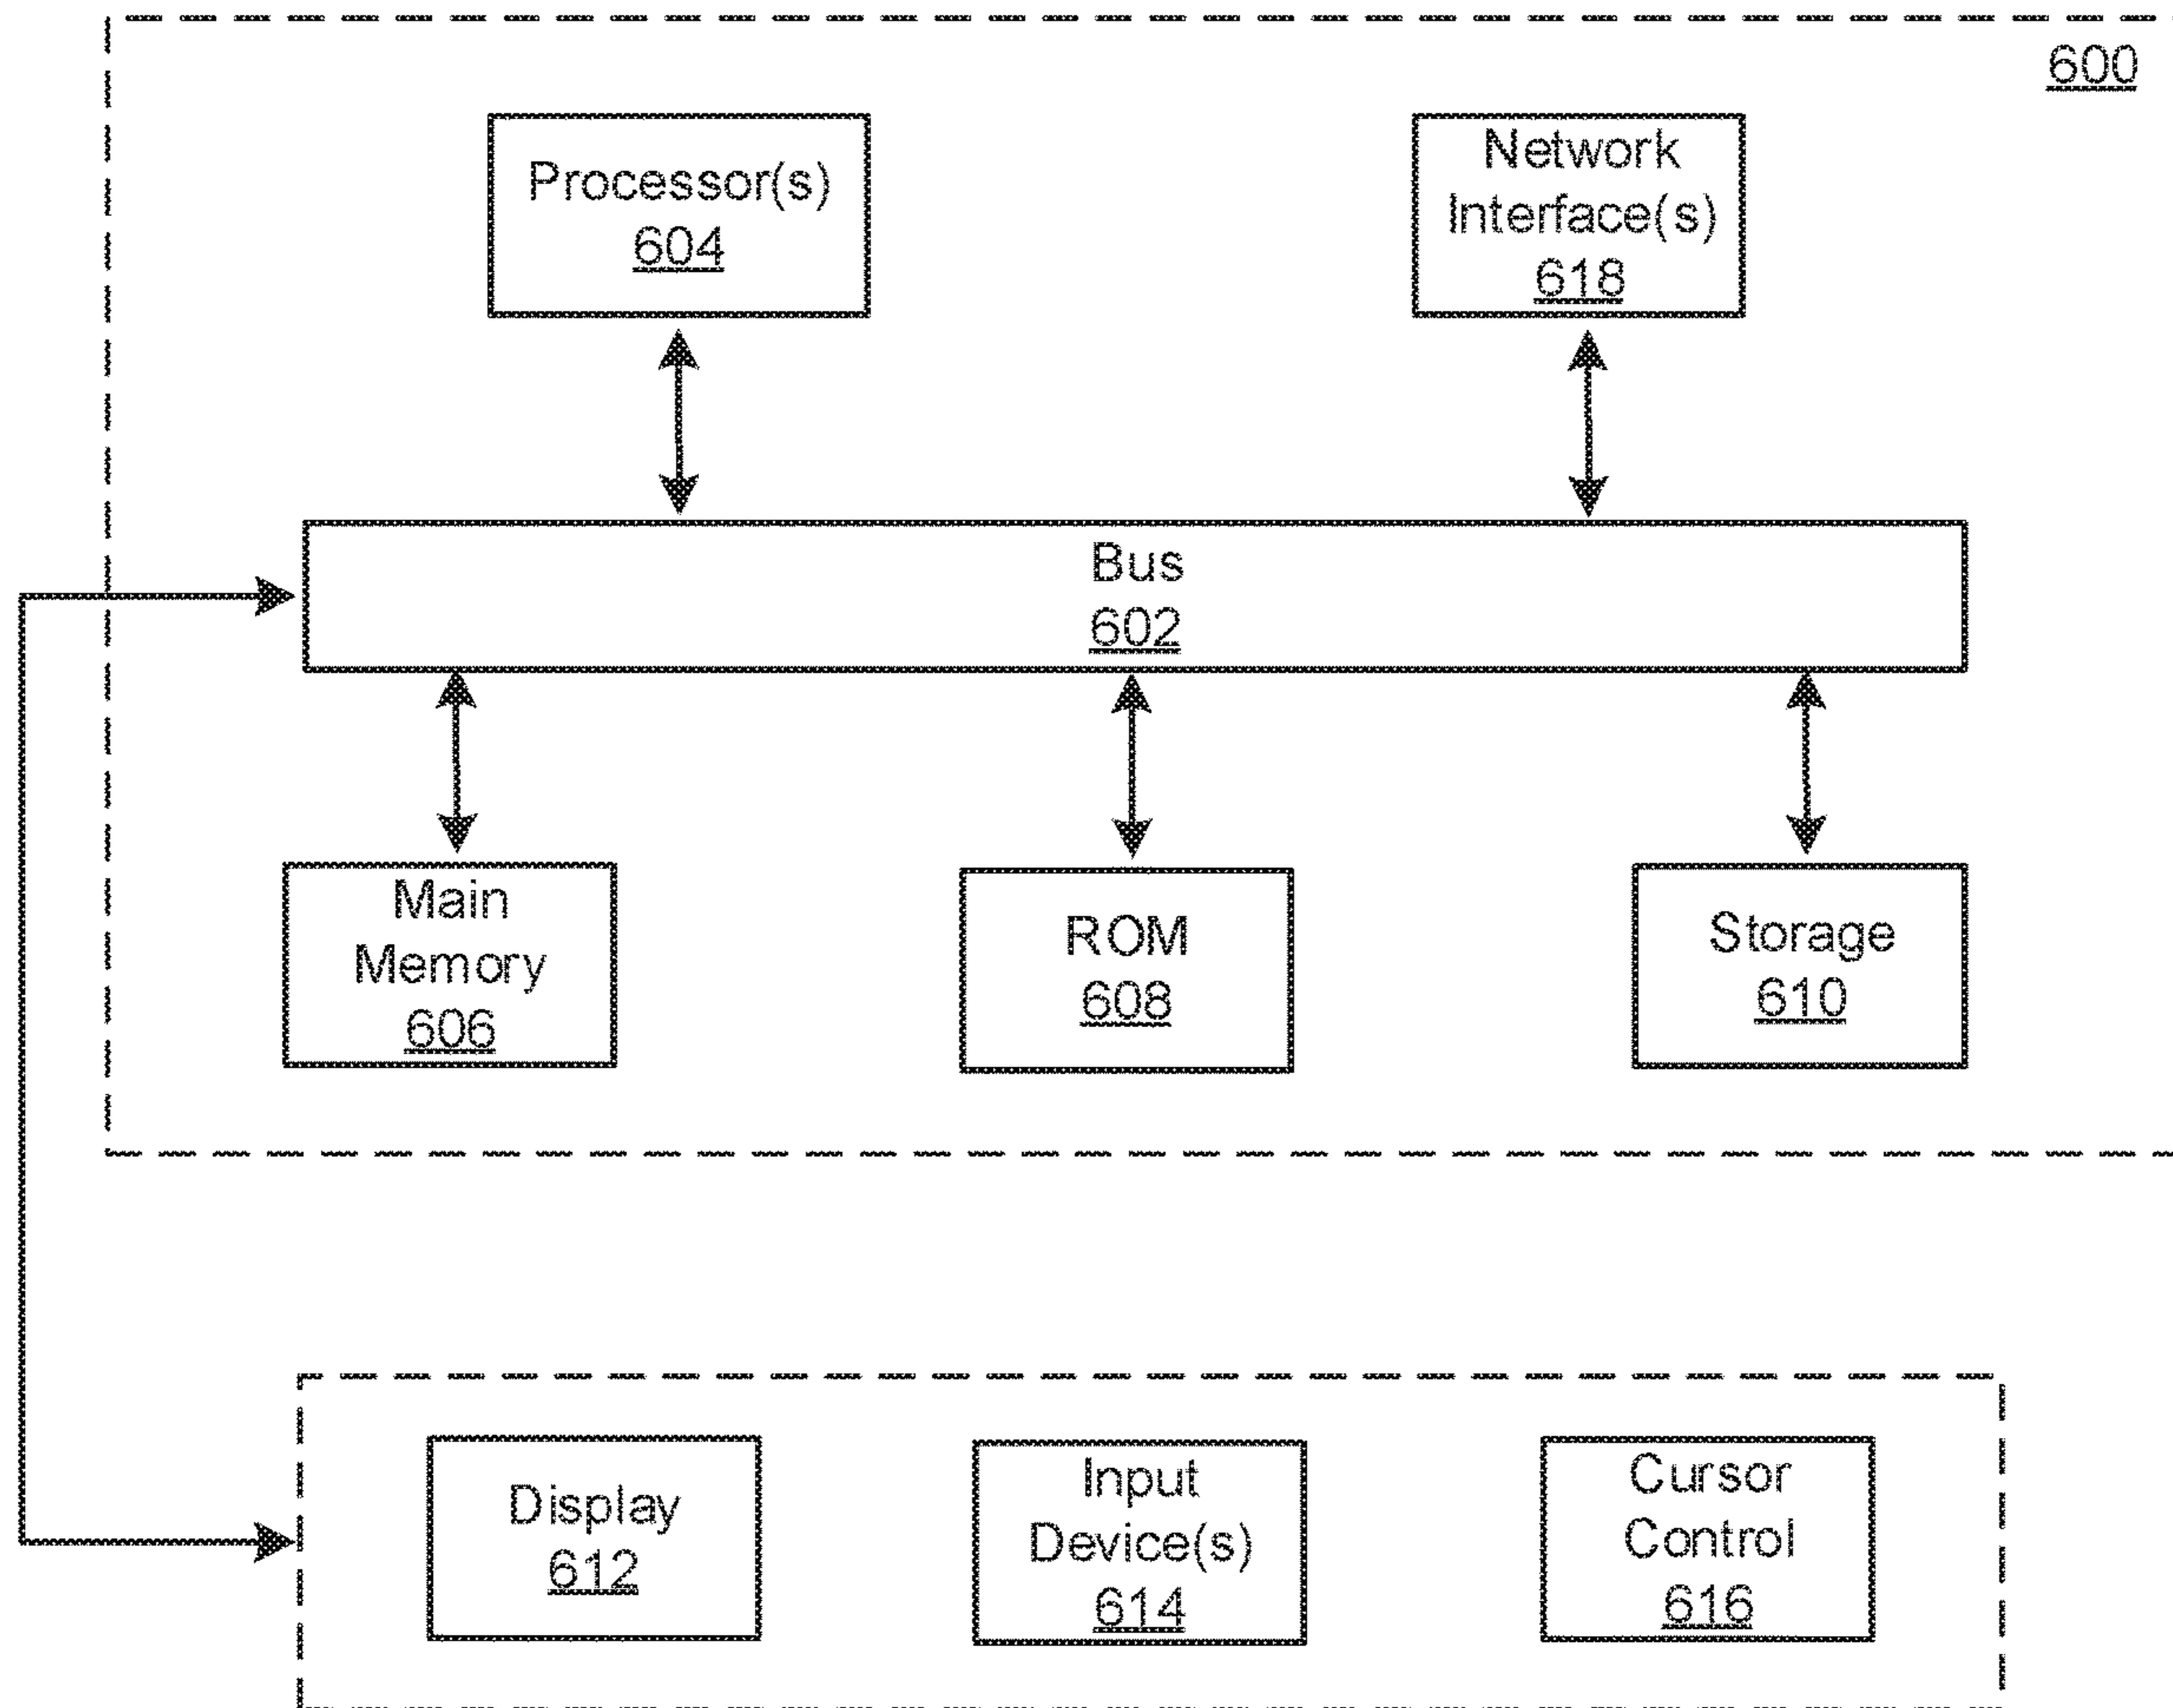 600
Processor(s)
604
Network
Interface(s)
618
Bus
602
Main
Memory
606
ROM
608
Storage
610
Display
612
Input
Device(s)
614
Cursor
Control
616